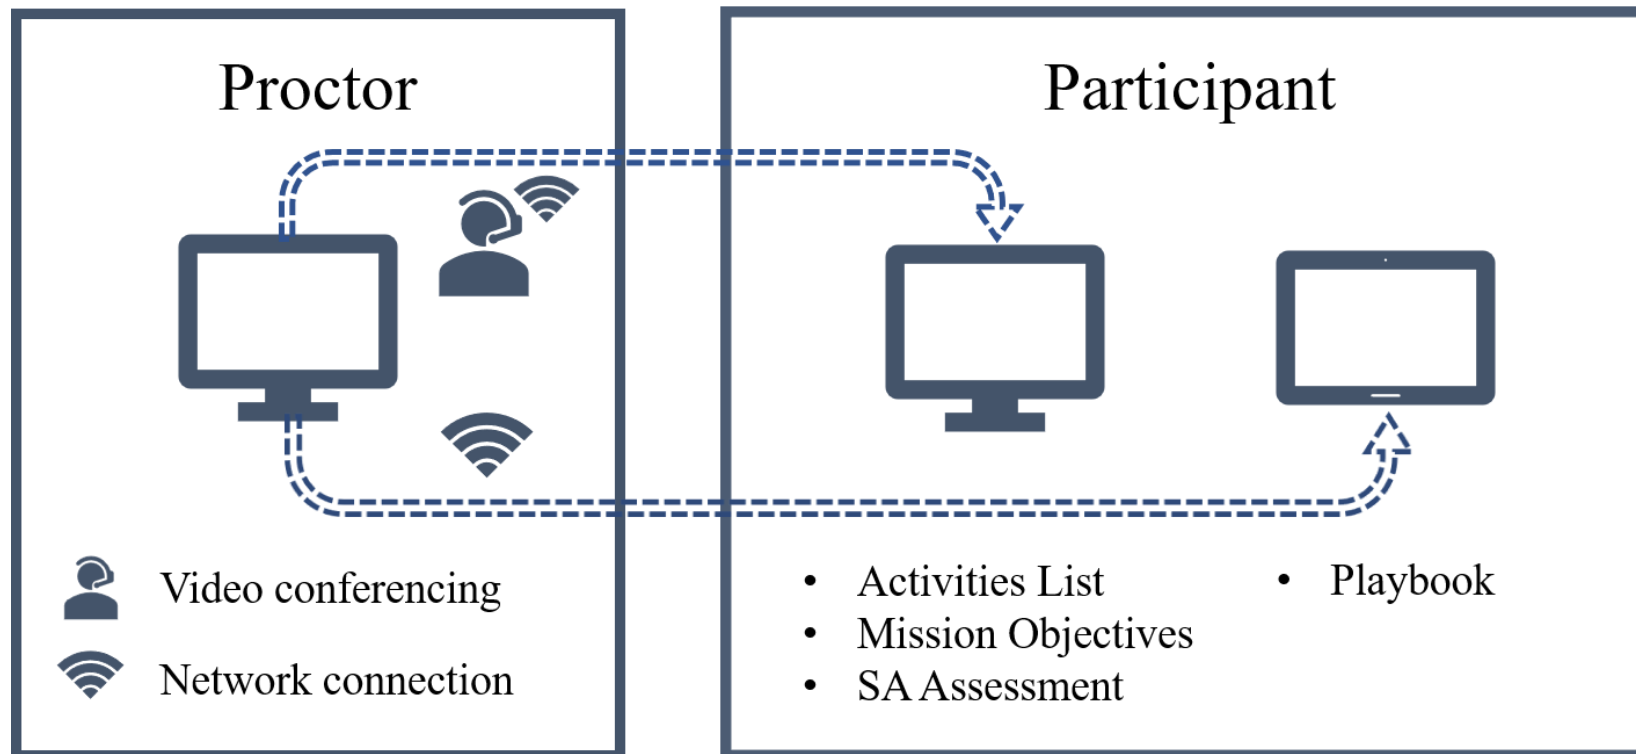 Proctor
Video conferencing
Network connection
Participant
• Activities List
• Mission Objectives
• SA Assessment
• Playbook